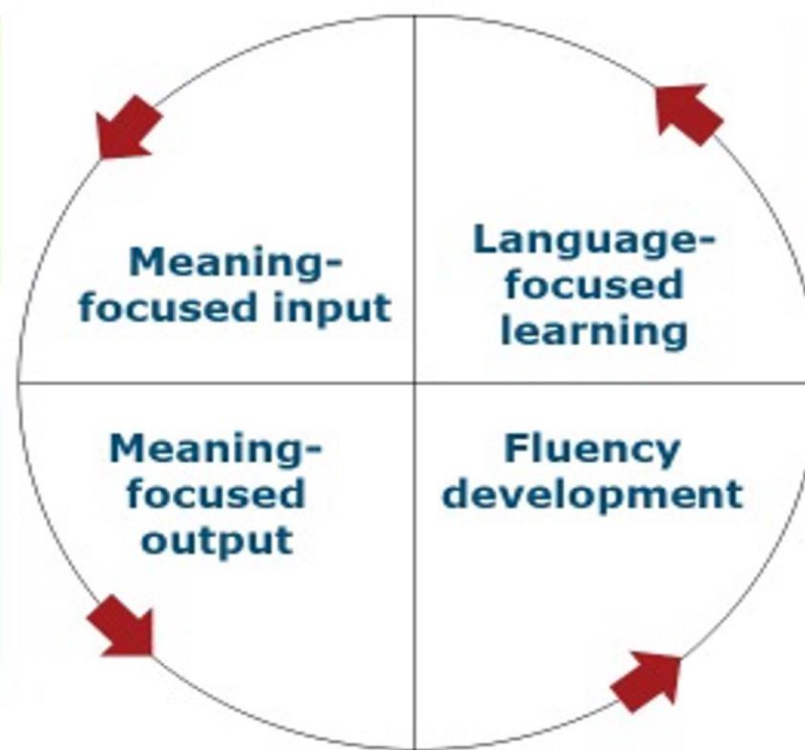 Meaning-
focused input
Language-
focused
learning
Meaning-
focused
output
Fluency
development